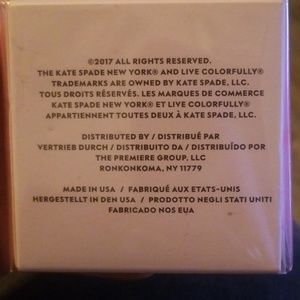 ©2017 ALL RIGHTS RESERVED.
THE KATE SPADE NEW YORK® AND LIVE COLORFULLY®
TRADEMARKS ARE OWNED BY KATE SPADE, LLC.
TOUS DROITS RÉSERVÉS. LES MARQUES DE COMMERCE
KATE SPADE NEW YORK® ET LIVE COLORFULLY®
APPARTIENNENT TOUTES DEUX À KATE SPADE, LLC.
DISTRIBUTED BY / DISTRIBUÉ PAR
VERTRIEB DURCH / DISTRIBUITO DA / DISTRIBUÍDO POR
THE PREMIERE GROUP, LLC
RONKONKOMA, NY 11779
MADE IN USA / FABRIQUÉ AUX ETATS-UNIS
HERGESTELLT IN DEN USA / PRODOTTO NEGLI STATI UNITI
FABRICADO NOS EUA